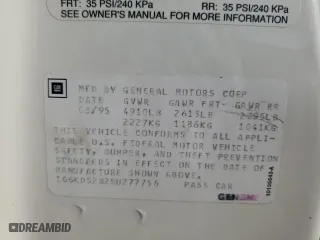 FRT: 35 PSI/240 KPa RR: 35 PSI/240 KPa
SEE OWNER'S MANUAL FOR MORE INFORMATION
GM
MFD BY GENERAL MOTORS CORP
DATE GVWR GAWR FRT GAWR RR
03/95 4910LB 2615LB 2295LB
2227KG 1186KG 1041KG
THIS VEHICLE CONFORMS TO ALL APPLI-
CABLE U.S. FEDERAL MOTOR VEHICLE
SAFETY, BUMPER, AND THEFT PREVENTION
STANDARDS IN EFFECT ON THE DATE OF
MANUFACTURE SHOWN ABOVE.
PASS CAR
DREAMBID
DealersAuto.com